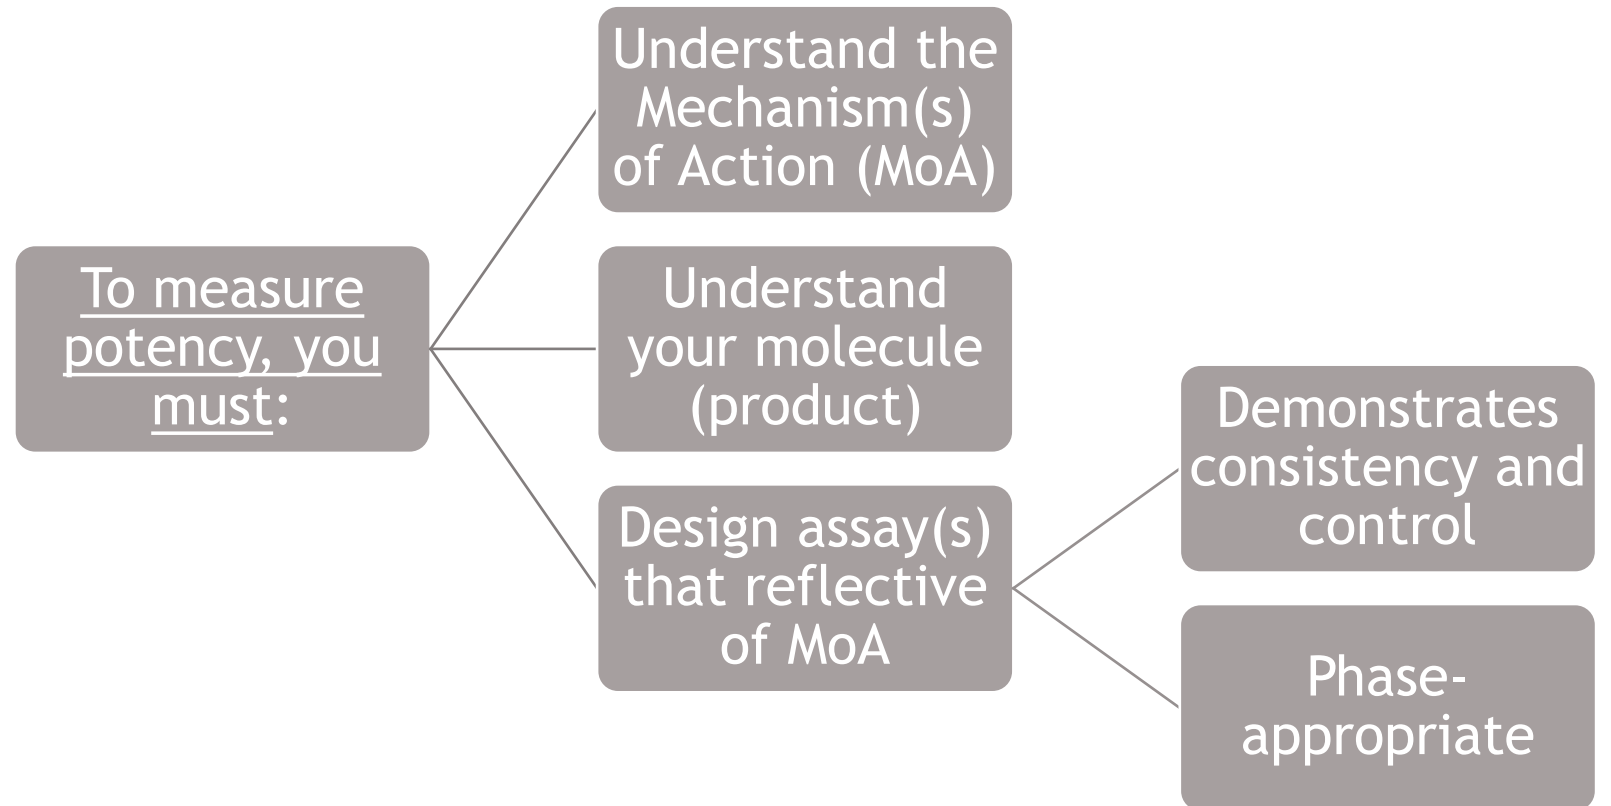 To measure
potency, you
must:
Understand the
Mechanism(s)
of Action (MoA)
Understand
your molecule
(product)
Design assay(s)
that reflective
of MoA
Demonstrates
consistency and
control
Phase-
appropriate